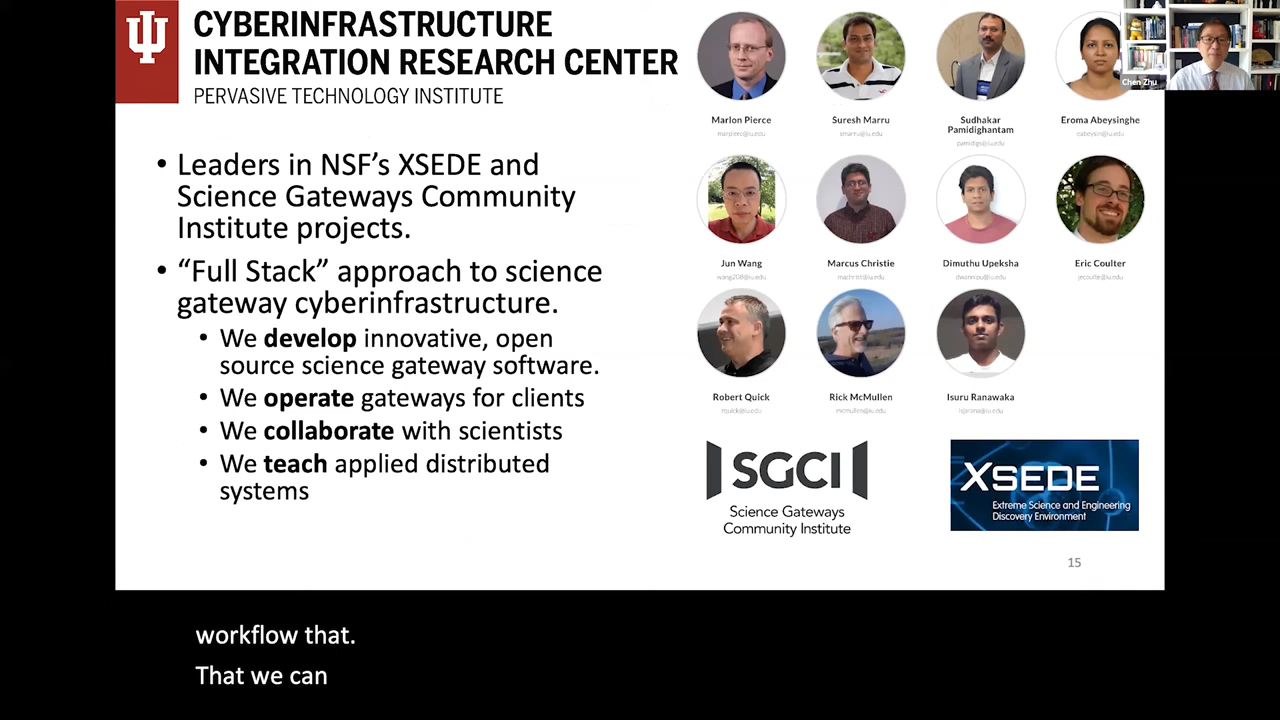 CYBERINFRASTRUCTURE
INTEGRATION RESEARCH CENTER
PERVASIVE TECHNOLOGY INSTITUTE
• Leaders in NSF’s XSEDE and
Science Gateways Community
Institute projects.
• “Full Stack” approach to science
gateway cyberinfrastructure.
• We develop innovative, open
source science gateway software.
• We operate gateways for clients
• We collaborate with scientists
• We teach applied distributed
systems
Chen Zhu
Marlon Pierce
marpierc@iu.edu
Suresh Marru
smarru@iu.edu
Sudhakar
Pamidighantam
pamidigs@iu.edu
Eroma Abeysinghe
eabeysin@iu.edu
Jun Wang
wang208@iu.edu
Marcus Christie
machrist@iu.edu
Dimuthu Upeksha
Eric Coulter
jecoulte@iu.edu
Robert Quick
rquick@iu.edu
Rick McMullen
mcmullen@iu.edu
Isuru Ranawaka
SGCI
Science Gateways
Community Institute
XSEDE
Extreme Science and Engineering
Discovery Environment
15
workflow that.
That we can